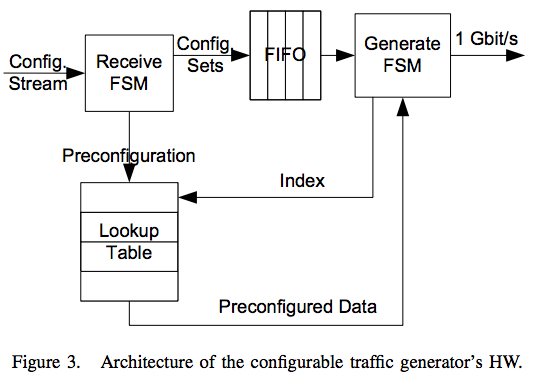 Config.
Stream
Receive
FSM
Config.
Sets
FIFO
Generate
FSM
1 Gbit/s
Preconfiguration
Index
Lookup
Table
Preconfigured Data
Figure 3. Architecture of the configurable traffic generator's HW.